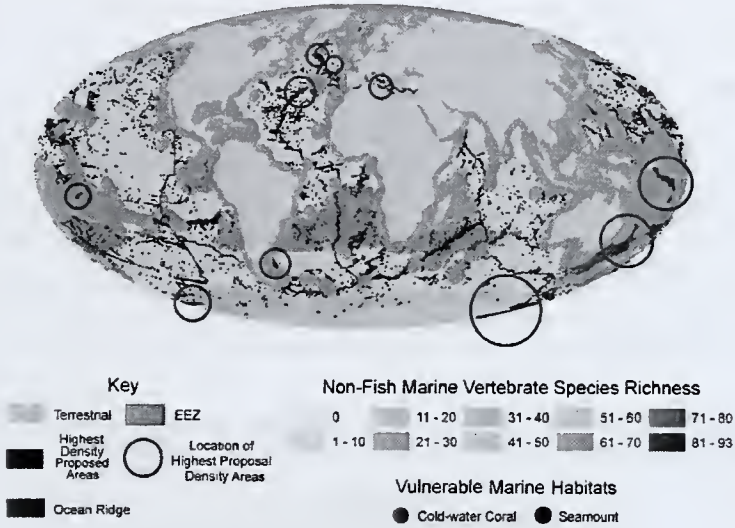 Key
Terrestrial EEZ
Highest Density Proposed Areas
Location of Highest Proposal Density Areas
Ocean Ridge
Non-Fish Marine Vertebrate Species Richness
0 11 - 20 31 - 40 51 - 60 71 - 80
1 - 10 21 - 30 41 - 50 61 - 70 81 - 93
Vulnerable Marine Habitats
Cold-water Coral Seamount